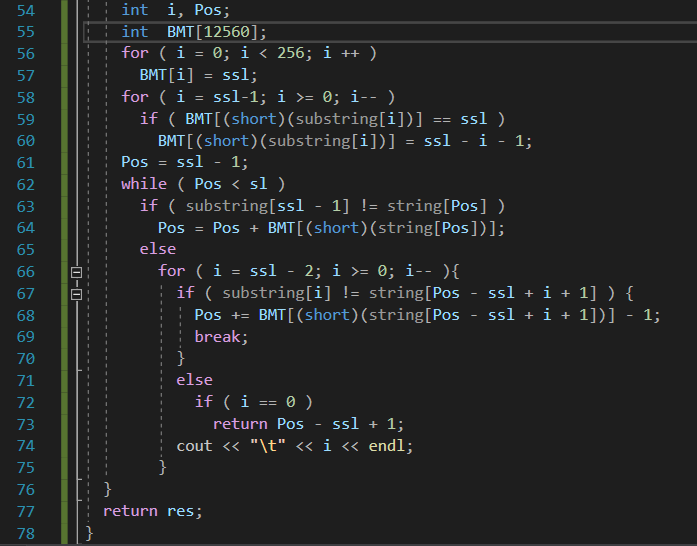 54 int i, Pos;
55 int BMT[12560];
56 for ( i = 0; i < 256; i ++ )
57 BMT[i] = ssl;
58 for ( i = ssl-1; i >= 0; i-- )
59 if ( BMT[(short)(substring[i])] == ssl )
60 BMT[(short)(substring[i])] = ssl - i - 1;
61 Pos = ssl - 1;
62 while ( Pos < sl )
63 if ( substring[ssl - 1] != string[Pos] )
64 Pos = Pos + BMT[(short)(string[Pos])];
65 else
66 for ( i = ssl - 2; i >= 0; i-- ){
67 if ( substring[i] != string[Pos - ssl + i + 1] ) {
68 Pos += BMT[(short)(string[Pos - ssl + i + 1])] - 1;
69 break;
70 }
71 else
72 if ( i == 0 )
73 return Pos - ssl + 1;
74 cout << "\t" << i << endl;
75 }
76 }
77 return res;
78 }